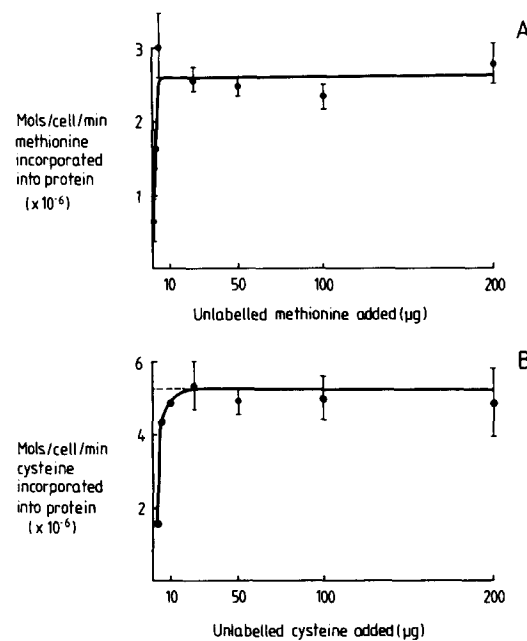 A
3
2
1
Mols/cell/min
methionine
incorporated
into protein
(x10⁻⁶)
10 50 100 200
Unlabelled methionine added (µg)
B
6
4
2
Mols/cell/min
cysteine
incorporated
into protein
(x10⁻⁶)
10 50 100 200
Unlabelled cysteine added (µg)